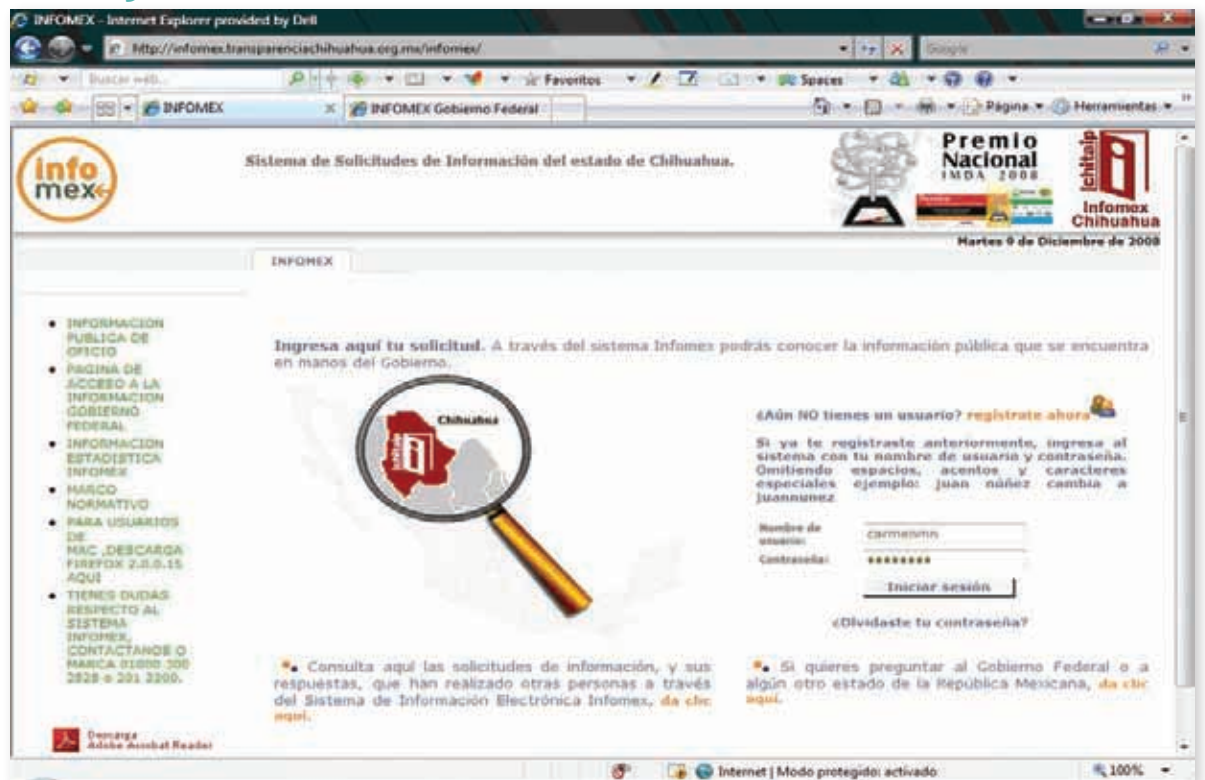 INFOMEX - Internet Explorer provided by Dell
http://infomex.transparenciachihuahua.org.mx/infomex/
Google
Buscar web...
Favoritos
Spaces
INFOMEX
INFOMEX Gobierno Federal
Página
Herramientas
info
mex
Sistema de Solicitudes de Información del estado de Chihuahua.
Premio
Nacional
IMDA 2008
ichitaip
Infomex
Chihuahua
Martes 9 de Diciembre de 2008
INFOMEX
INFORMACION
PUBLICA DE
OFICIO
PAGINA DE
ACCESO A LA
INFORMACION
GOBIERNO
FEDERAL
INFORMACION
ESTADISTICA
INFOMEX
MARCO
NORMATIVO
PARA USUARIOS
DE
MAC ,DESCARGA
FIREFOX 2.0.0.15
AQUI
TIENES DUDAS
RESPECTO AL
SISTEMA
INFOMEX,
CONTACTANOS O
MARCA 01800 300
2828 o 201 3300.
Descarga
Adobe Acrobat Reader
Ingresa aquí tu solicitud. A través del sistema Infomex podrás conocer la información pública que se encuentra
en manos del Gobierno.
Chihuahua
ichitaip
¿Aún NO tienes un usuario? regístrate ahora
Si ya te registraste anteriormente, ingresa al
sistema con tu nombre de usuario y contraseña.
Omitiendo espacios, acentos y caracteres
especiales ejemplo: juan núñez cambia a
juannunez
Nombre de
usuario:
carmenmn
Contraseña:
Iniciar sesión
¿Olvidaste tu contraseña?
Consulta aquí las solicitudes de información, y sus
respuestas, que han realizado otras personas a través
del Sistema de Información Electrónica Infomex, da clic
aquí.
Si quieres preguntar al Gobierno Federal o a
algún otro estado de la República Mexicana, da clic
aquí.
Internet | Modo protegido: activado
100%